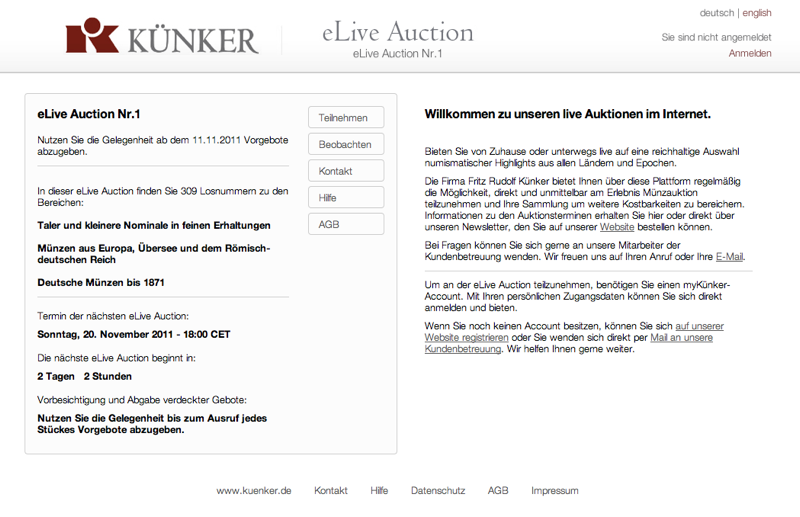 deutsch | english
KÜNKER
eLive Auction
eLive Auction Nr.1
Sie sind nicht angemeldet
Anmelden
eLive Auction Nr.1
Nutzen Sie die Gelegenheit ab dem 11.11.2011 Vorgebote
abzugeben.
In dieser eLive Auction finden Sie 309 Losnummern zu den
Bereichen:
Taler und kleinere Nominale in feinen Erhaltungen
Münzen aus Europa, Übersee und dem Römisch-
deutschen Reich
Deutsche Münzen bis 1871
Termin der nächsten eLive Auction:
Sonntag, 20. November 2011 - 18:00 CET
Die nächste eLive Auction beginnt in:
2 Tagen 2 Stunden
Vorbesichtigung und Abgabe verdeckter Gebote:
Nutzen Sie die Gelegenheit bis zum Ausruf jedes
Stückes Vorgebote abzugeben.
Teilnehmen
Beobachten
Kontakt
Hilfe
AGB
Willkommen zu unseren live Auktionen im Internet.
Bieten Sie von Zuhause oder unterwegs live auf eine reichhaltige Auswahl
numismatischer Highlights aus allen Ländern und Epochen.
Die Firma Fritz Rudolf Künker bietet Ihnen über diese Plattform regelmäßig
die Möglichkeit, direkt und unmittelbar am Erlebnis Münzauktion
teilzunehmen und Ihre Sammlung um weitere Kostbarkeiten zu bereichern.
Informationen zu den Auktionsterminen erhalten Sie hier oder direkt über
unseren Newsletter, den Sie auf unserer Website bestellen können.
Bei Fragen können Sie sich gerne an unsere Mitarbeiter der
Kundenbetreuung wenden. Wir freuen uns auf Ihren Anruf oder Ihre E-Mail.
Um an der eLive Auction teilzunehmen, benötigen Sie einen myKünker-
Account. Mit Ihren persönlichen Zugangsdaten können Sie sich direkt
anmelden und bieten.
Wenn Sie noch keinen Account besitzen, können Sie sich auf unserer
Website registrieren oder Sie wenden sich direkt per Mail an unsere
Kundenbetreuung. Wir helfen Ihnen gerne weiter.
www.kuenker.de Kontakt Hilfe Datenschutz AGB Impressum